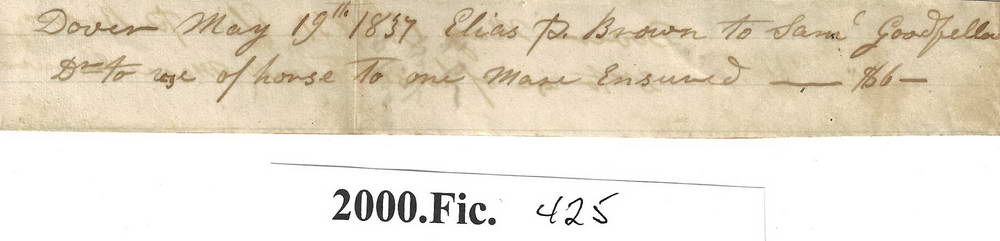 Dover May 19th 1837 Elias P. Brown to Saml Goodfellow
Dr to use of horse to one Mare Ensured — $6 —
2000.Fic. 425